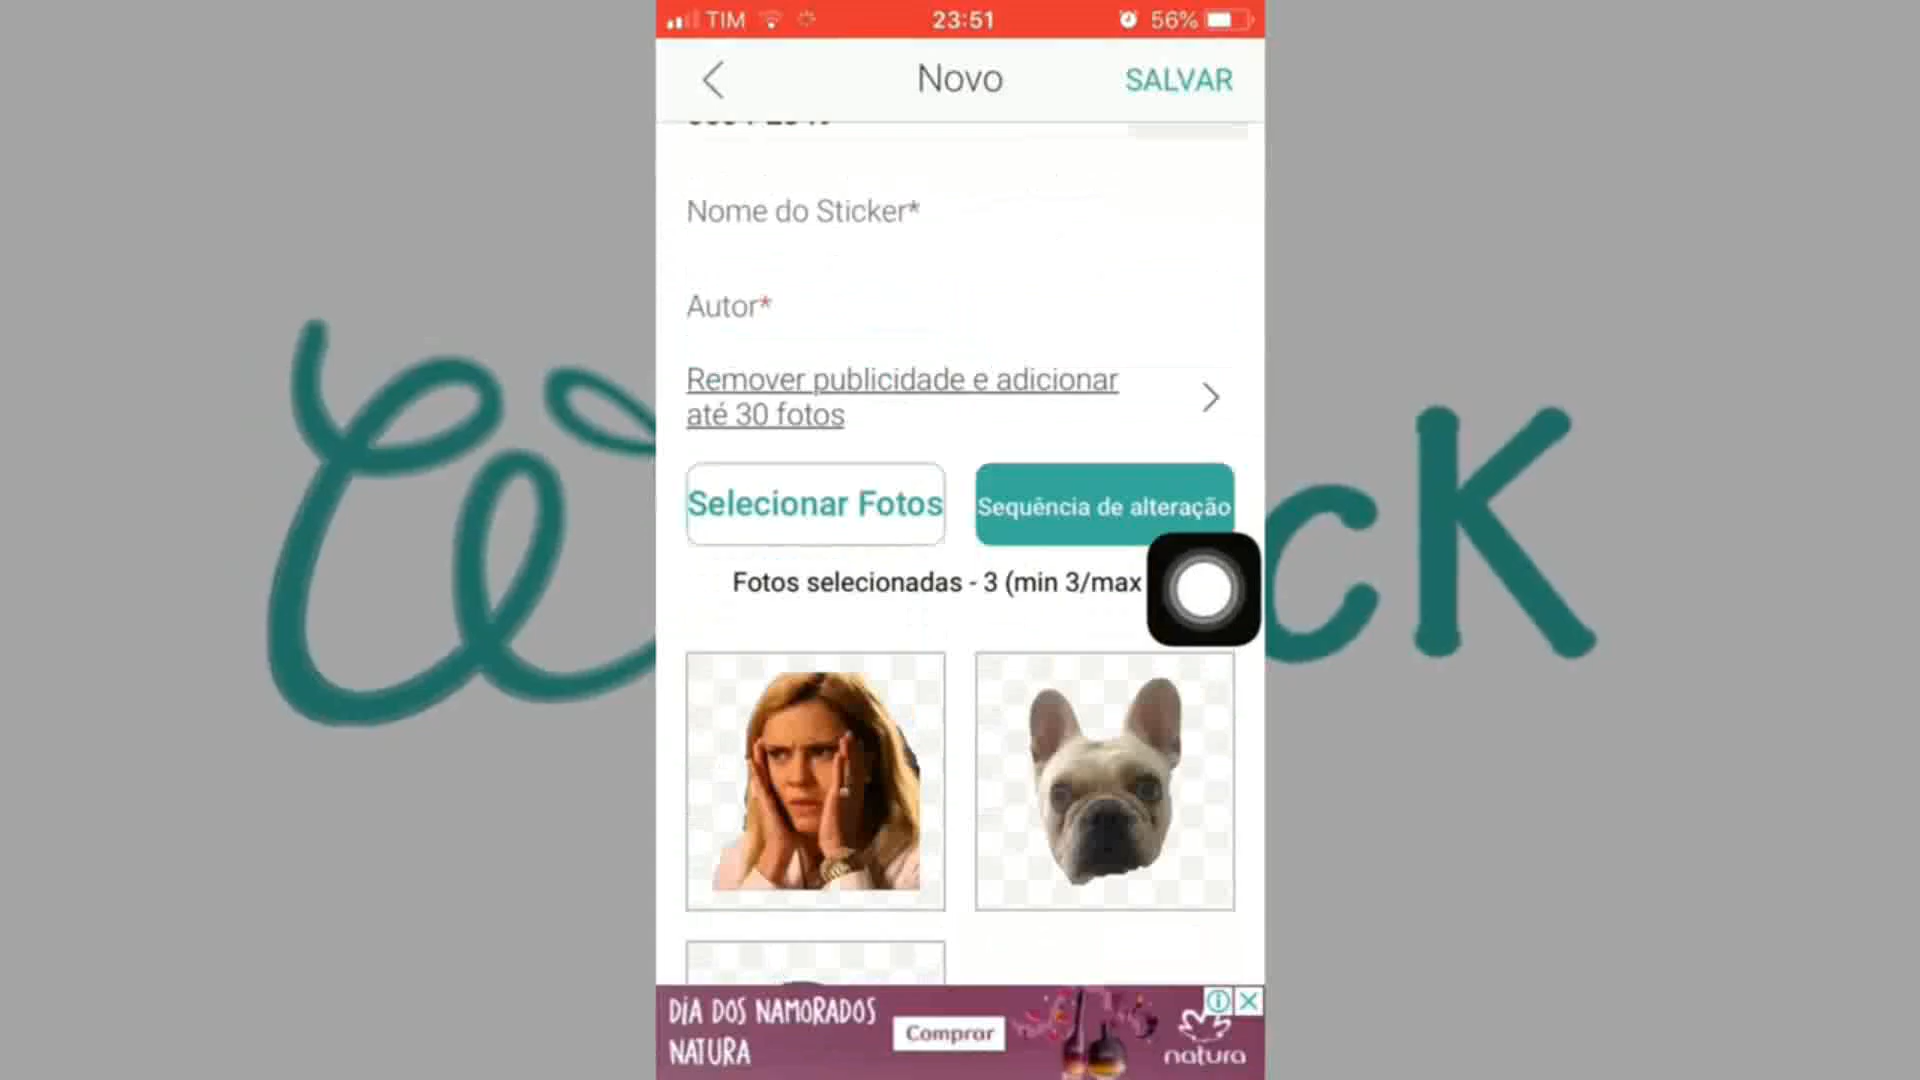 TIM 23:51 56%
Novo SALVAR
Nome do Sticker*
Autor*
Remover publicidade e adicionar
até 30 fotos
Selecionar Fotos Sequência de alteração
Fotos selecionadas - 3 (min 3/max
DIA DOS NAMORADOS
NATURA
Comprar
natura